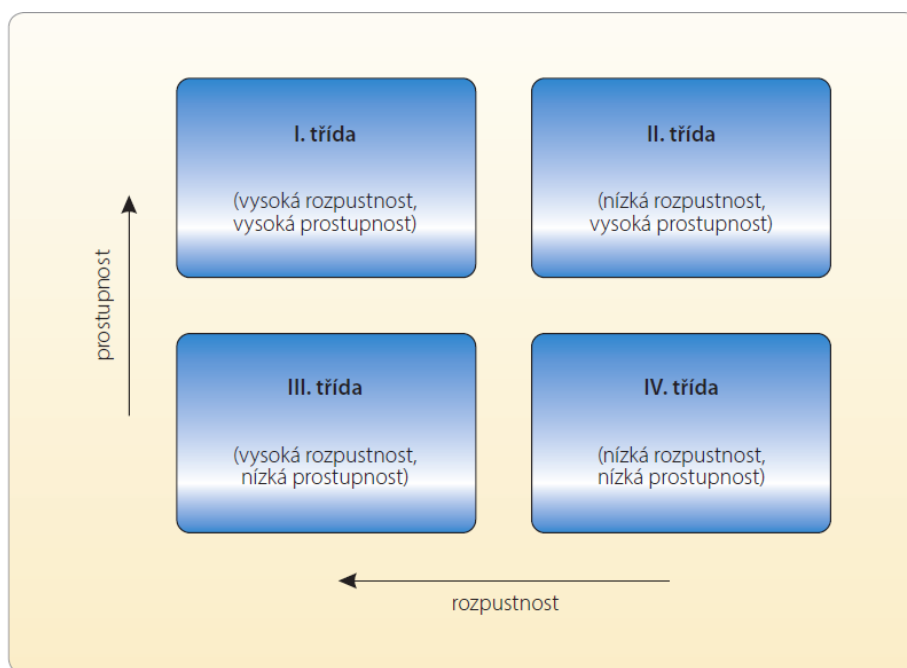 I. třída
(vysoká rozpustnost,
vysoká prostupnost)
II. třída
(nízká rozpustnost,
vysoká prostupnost)
prostupnost
III. třída
(vysoká rozpustnost,
nízká prostupnost)
IV. třída
(nízká rozpustnost,
nízká prostupnost)
rozpustnost